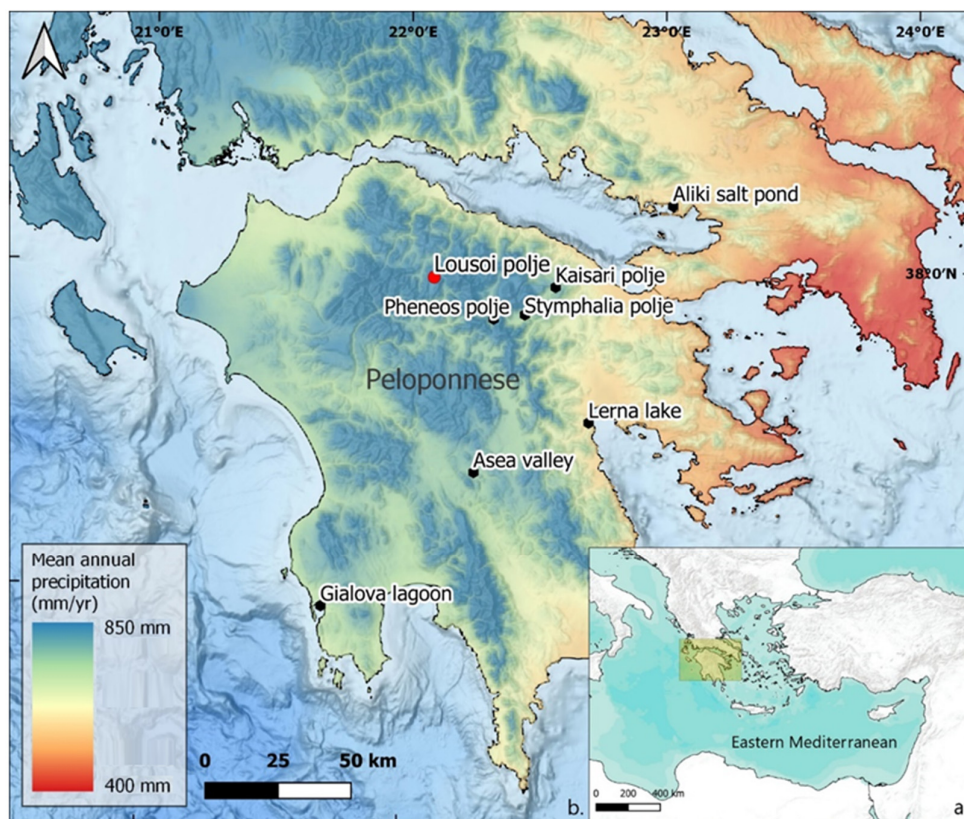 21°0'E
22°0'E
23°0'E
24°0'E
Aliki salt pond
Lousoi polje
Kaisari polje
38°0'N
Pheneos polje
Stymphalia polje
Peloponnese
Lerna lake
Asea valley
Mean annual
precipitation
(mm/yr)
850 mm
400 mm
Gialova lagoon
0 25 50 km
b.
Eastern Mediterranean
0 200 400 km
a